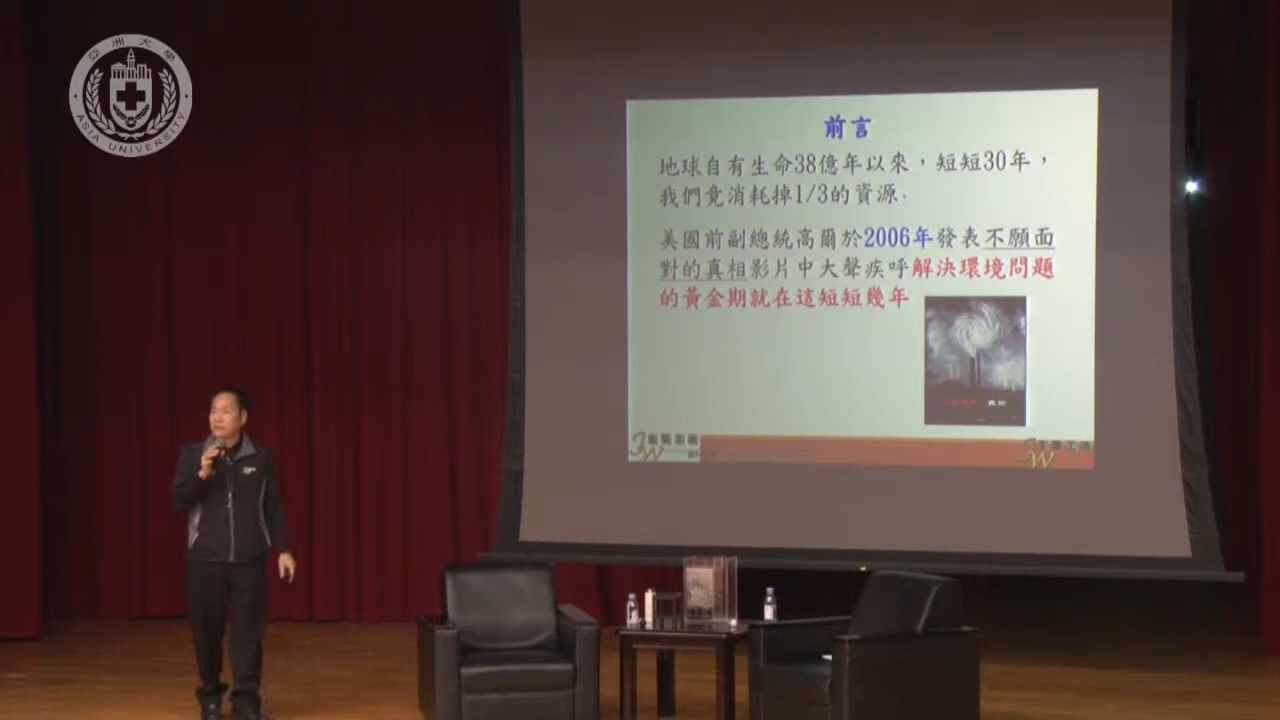 亞洲大學
ASIA UNIVERSITY
前言
地球自有生命38億年以來，短短30年，
我們竟消耗掉1/3的資源.
美國前副總統高爾於2006年發表不願面
對的真相影片中大聲疾呼解決環境問題
的黃金期就在這短短幾年
真相